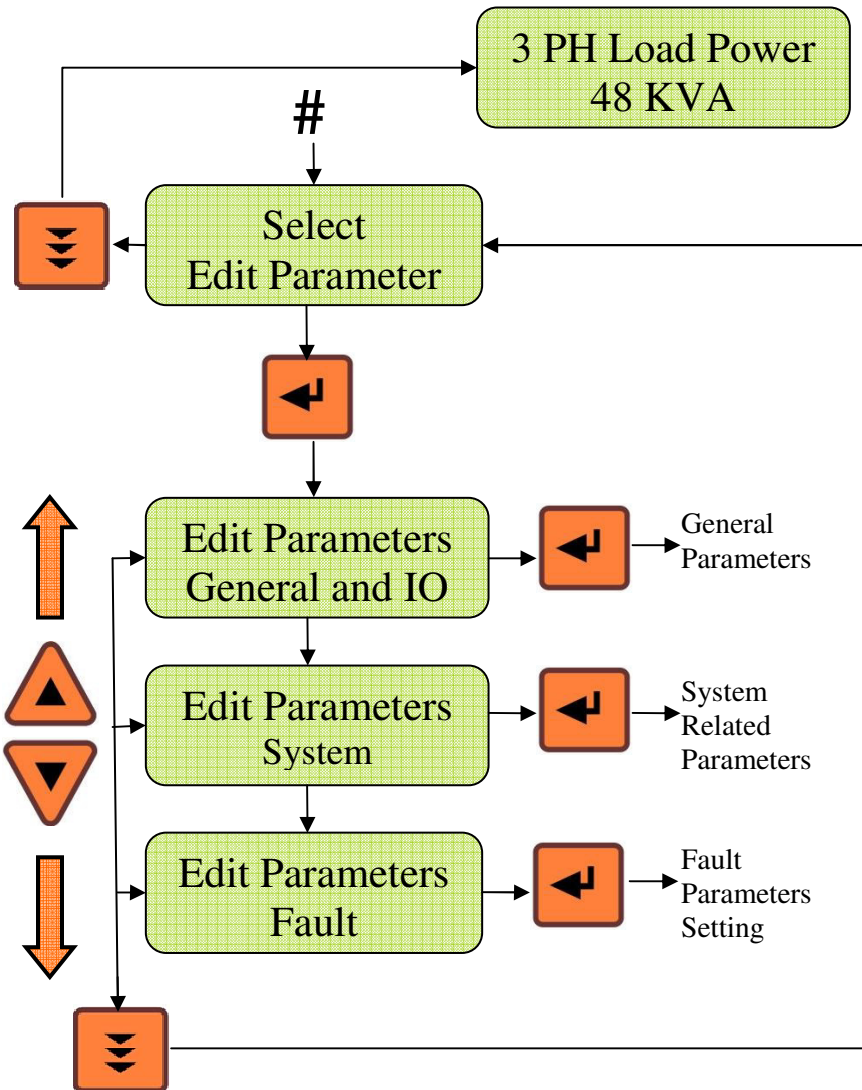 3 PH Load Power
48 KVA
#
Select
Edit Parameter
Edit Parameters
General and IO
General
Parameters
Edit Parameters
System
System
Related
Parameters
Edit Parameters
Fault
Fault
Parameters
Setting